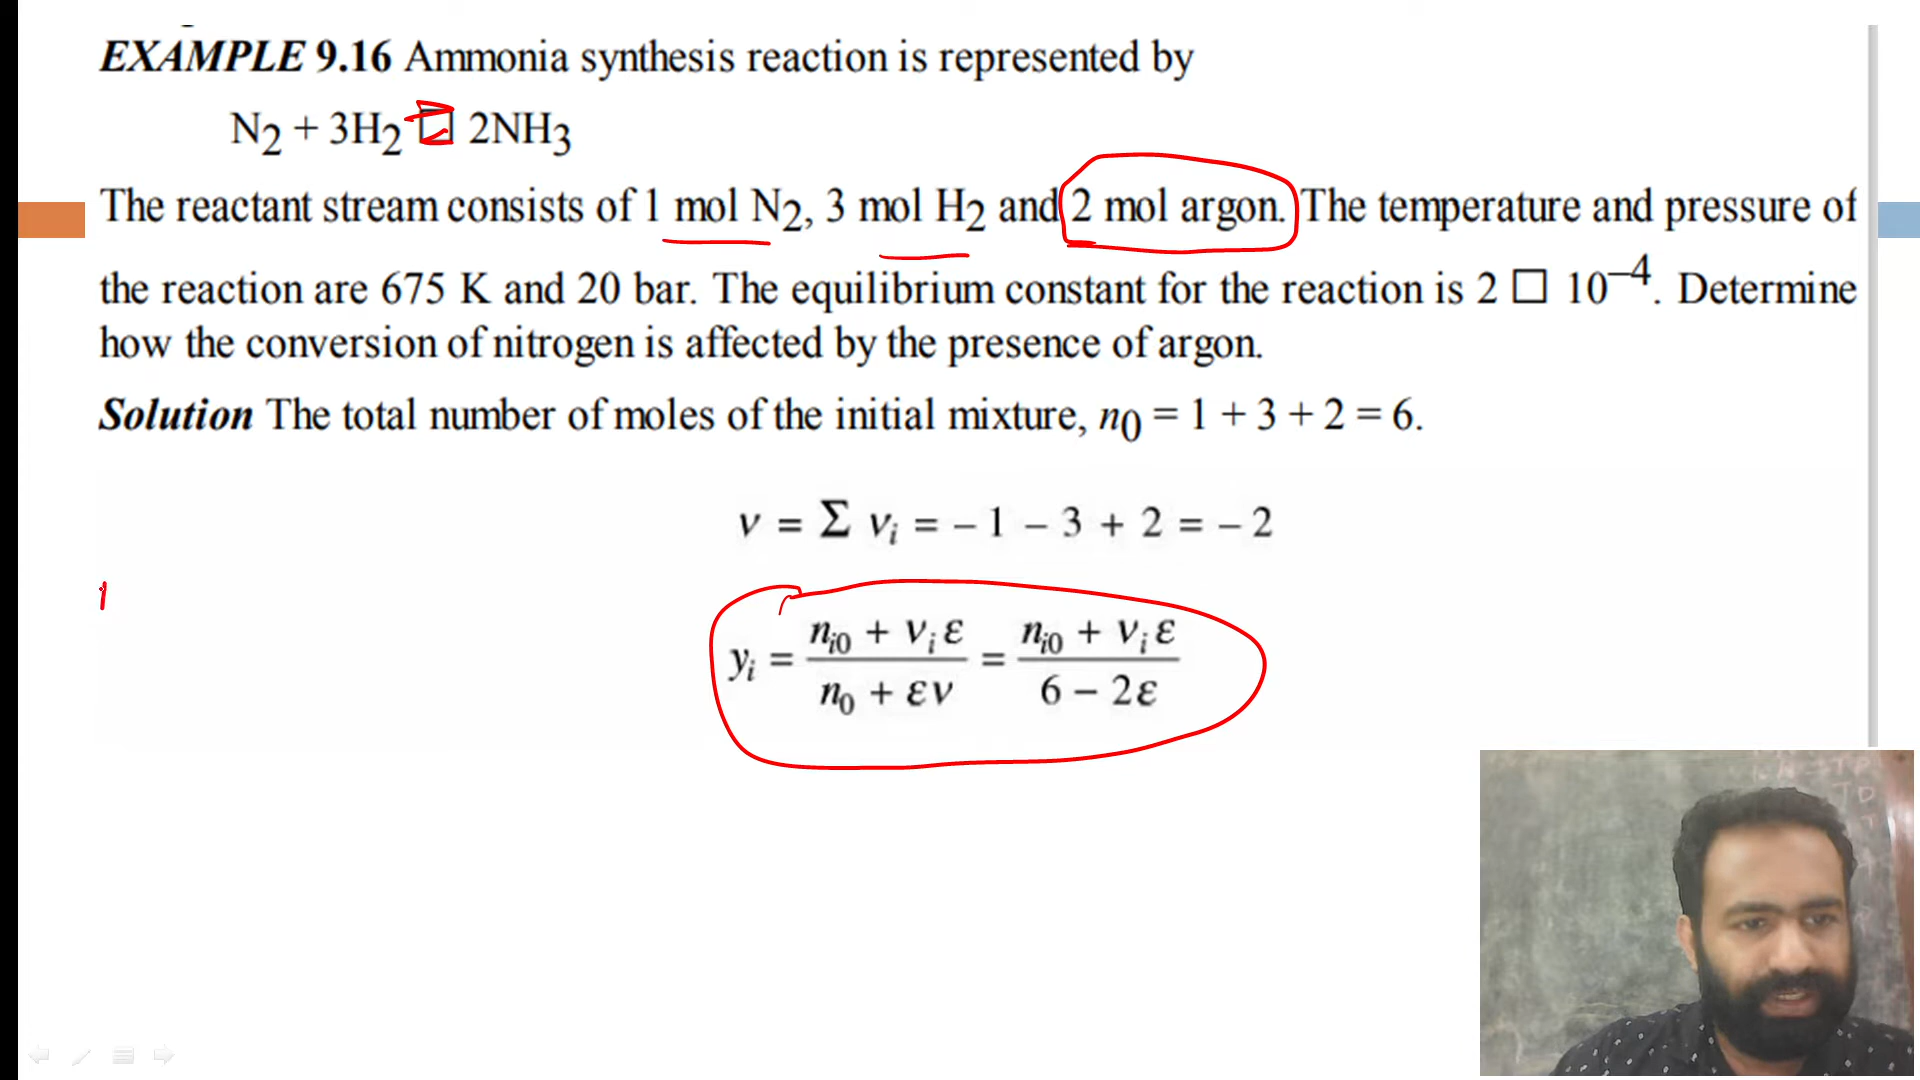 EXAMPLE 9.16 Ammonia synthesis reaction is represented by
N2 + 3H2 □ 2NH3
The reactant stream consists of 1 mol N2, 3 mol H2 and 2 mol argon. The temperature and pressure of
the reaction are 675 K and 20 bar. The equilibrium constant for the reaction is 2 □ 10−4. Determine
how the conversion of nitrogen is affected by the presence of argon.
Solution The total number of moles of the initial mixture, n0 = 1 + 3 + 2 = 6.
ν = Σ νi = − 1 − 3 + 2 = − 2
yi = (ni0 + νi ε)/(n0 + εν) = (ni0 + νi ε)/(6 − 2ε)